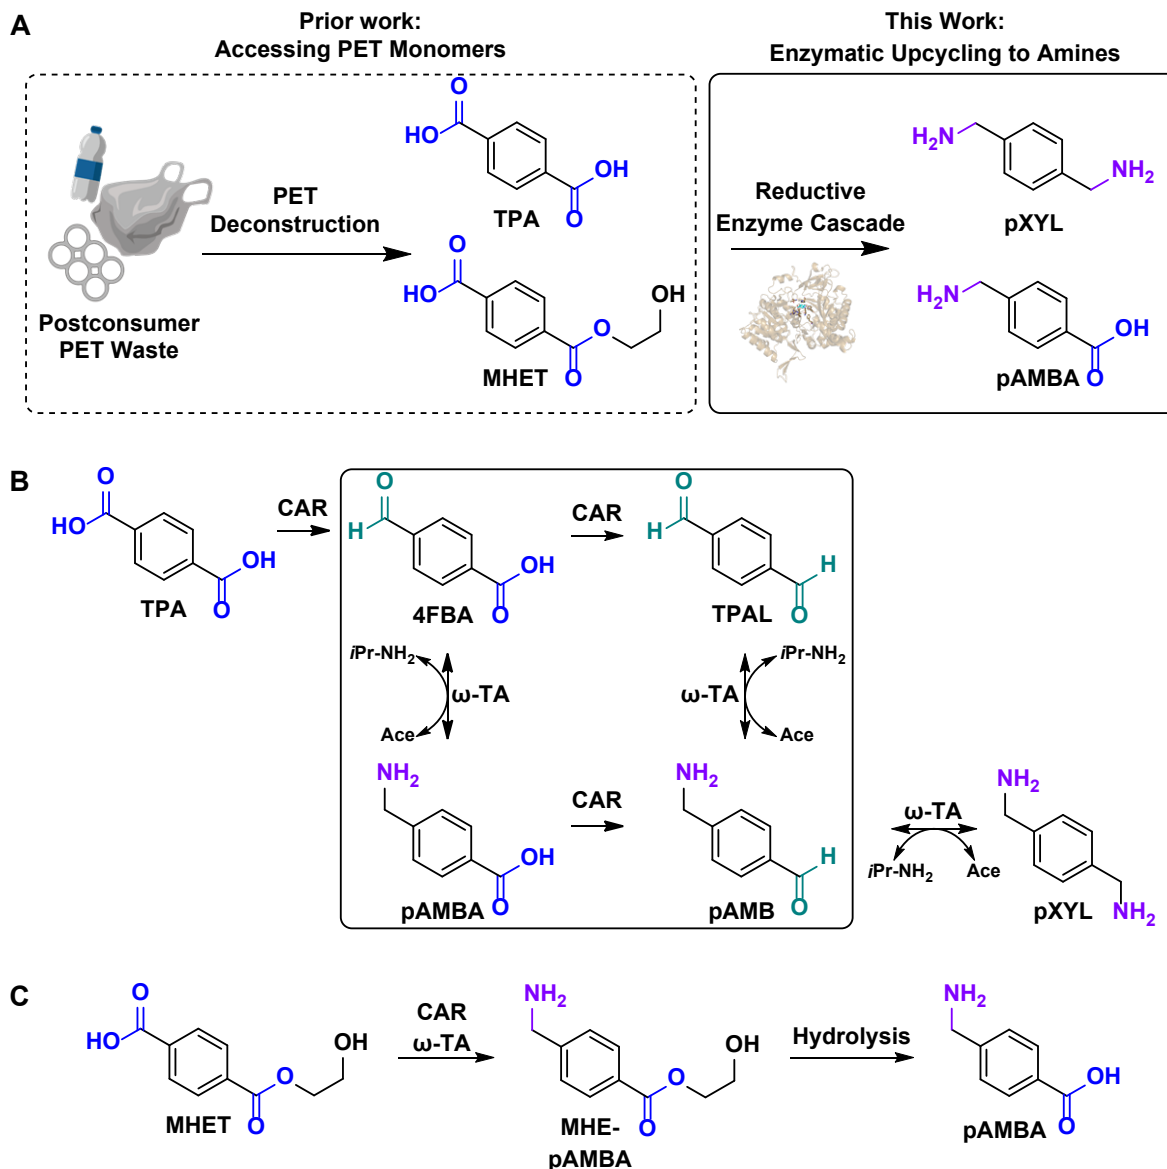 A
Prior work:
Accessing PET Monomers
This Work:
Enzymatic Upcycling to Amines
Postconsumer
PET Waste
PET
Deconstruction
O
HO
OH
O
TPA
O
HO
O
O
OH
MHET
Reductive
Enzyme Cascade
H2N
NH2
pXYL
H2N
OH
O
pAMBA
B
O
HO
OH
O
TPA
CAR
O
H
OH
O
4FBA
CAR
O
H
H
O
TPAL
iPr-NH2
ω-TA
Ace
iPr-NH2
ω-TA
Ace
NH2
OH
O
pAMBA
CAR
NH2
H
O
pAMB
ω-TA
iPr-NH2
Ace
NH2
NH2
pXYL
C
O
HO
O
O
OH
MHET
CAR
ω-TA
NH2
O
O
OH
MHE-
pAMBA
Hydrolysis
NH2
OH
O
pAMBA